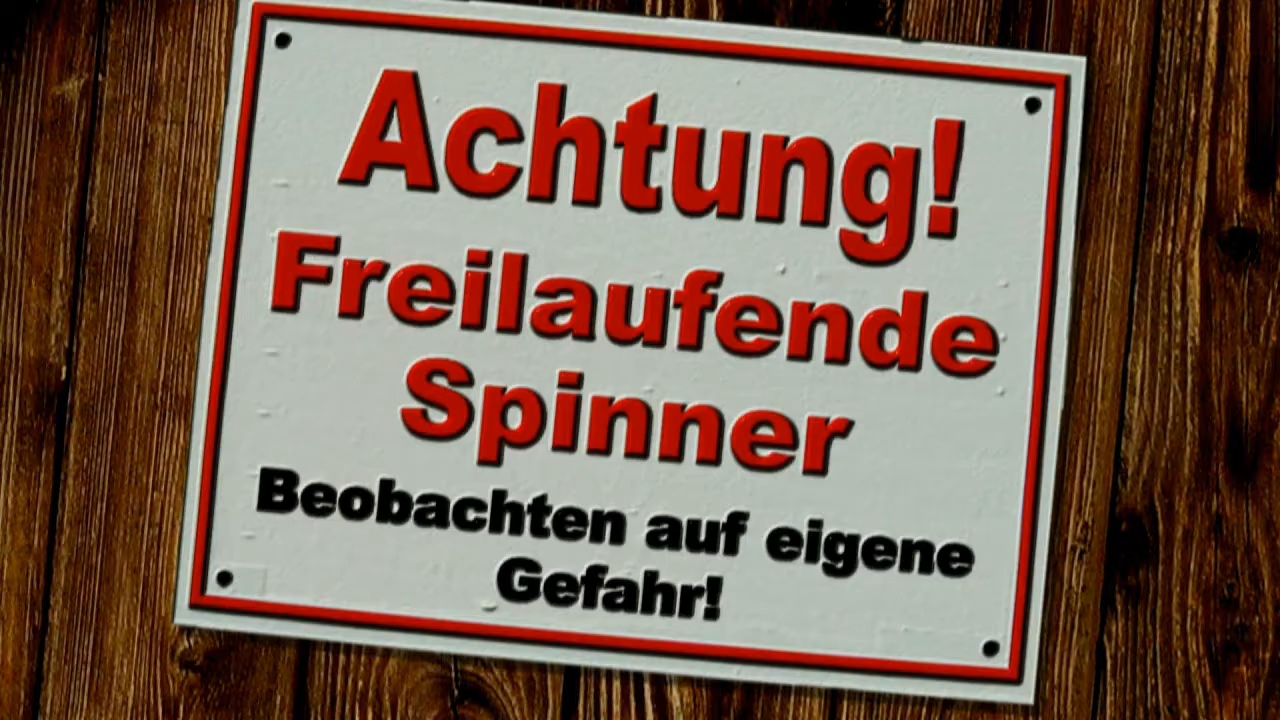 Achtung!
Freilaufende
Spinner
Beobachten auf eigene
Gefahr!